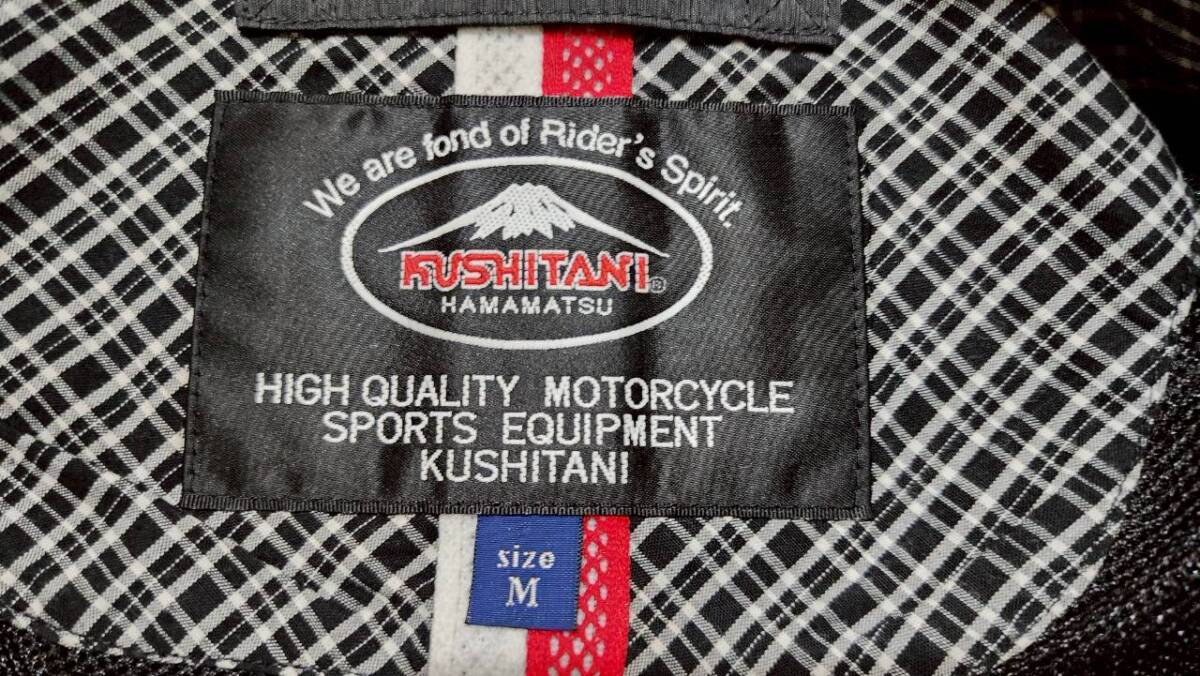 We are fond of Rider's Spirit.
KUSHITANI®
HAMAMATSU
HIGH QUALITY MOTORCYCLE
SPORTS EQUIPMENT
KUSHITANI
size
M